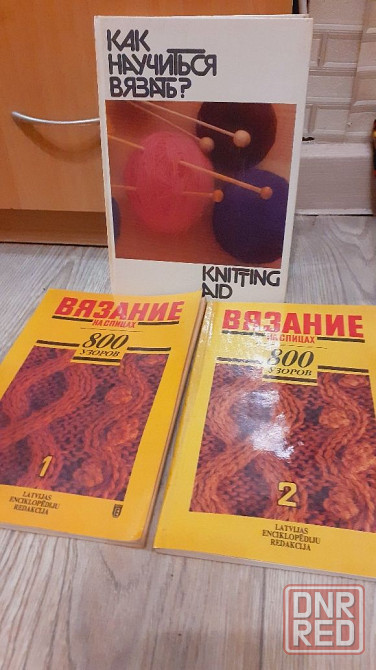 КАК
НАУЧИТЬСЯ
ВЯЗАТЬ?
KNITTING
AID
ВЯЗАНИЕ
НА СПИЦАХ
800
УЗОРОВ
1
LATVIJAS
ENCIKLOPĒDIJU
REDAKCIJA
ВЯЗАНИЕ
НА СПИЦАХ
800
УЗОРОВ
2
LATVIJAS
ENCIKLOPĒDIJU
REDAKCIJA
DNR
RED